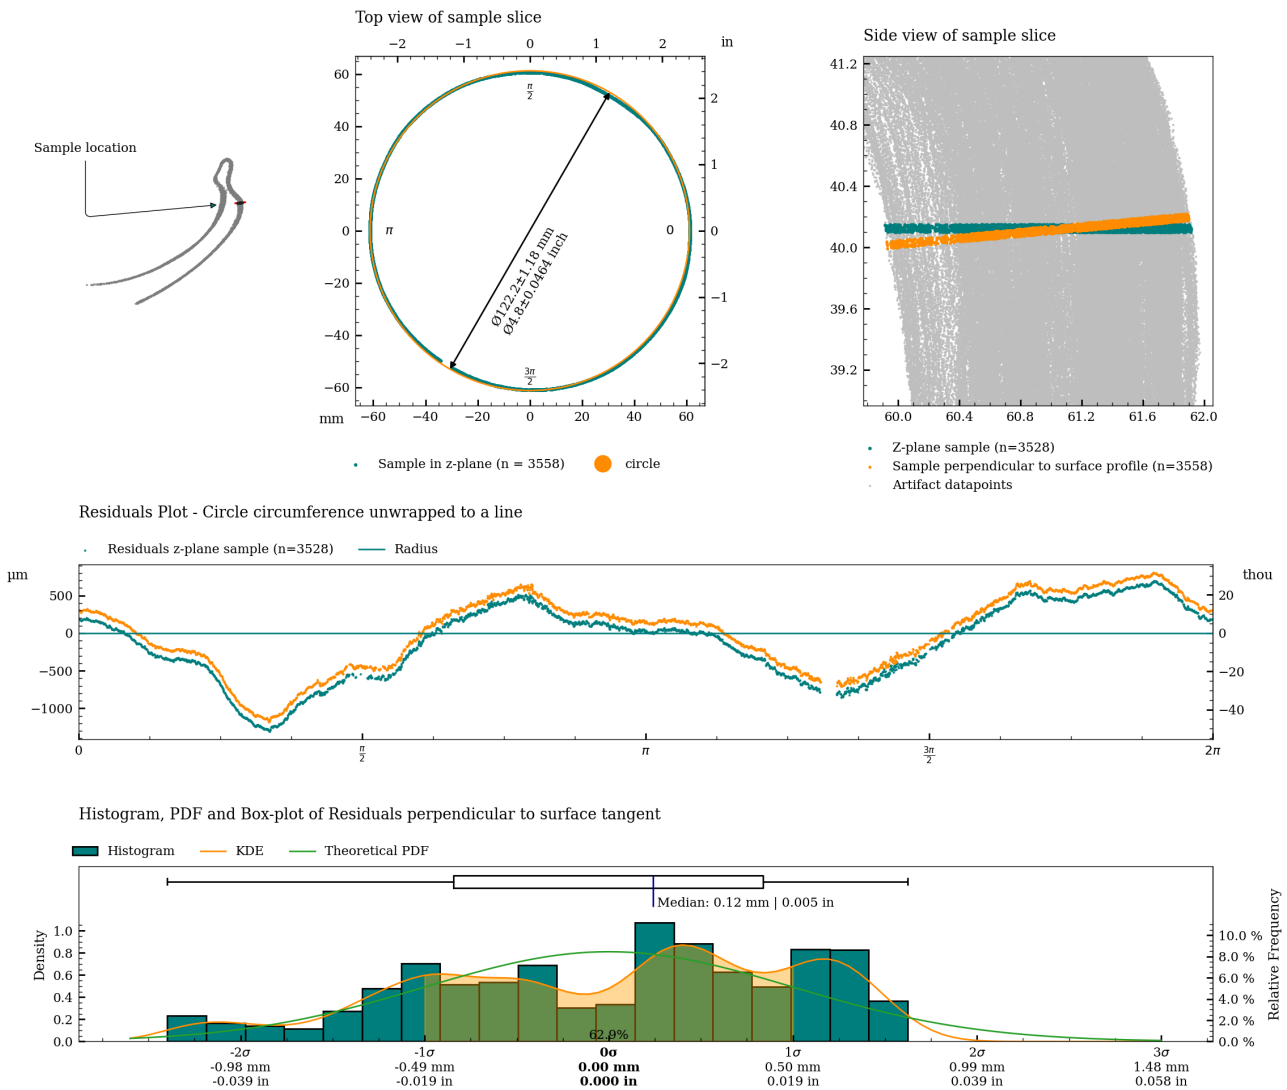 Top view of sample slice
−2 −1 0 1 2 in
60
40
20
0
−20
−40
−60
2
1
0
−1
−2
π/2
π
0
3π/2
Ø122.2±1.18 mm
Ø4.8±0.0464 inch
mm −60 −40 −20 0 20 40 60
Sample in z-plane (n = 3558) circle
Sample location
Side view of sample slice
41.2
40.8
40.4
40.0
39.6
39.2
60.0 60.4 60.8 61.2 61.6 62.0
Z-plane sample (n=3528)
Sample perpendicular to surface profile (n=3558)
Artifact datapoints
Residuals Plot - Circle circumference unwrapped to a line
Residuals z-plane sample (n=3528) Radius
µm thou
500
0
−500
−1000
20
0
−20
−40
0 π/2 π 3π/2 2π
Histogram, PDF and Box-plot of Residuals perpendicular to surface tangent
Histogram KDE Theoretical PDF
Median: 0.12 mm | 0.005 in
Density
1.0
0.8
0.6
0.4
0.2
0.0
Relative Frequency
10.0 %
8.0 %
6.0 %
4.0 %
2.0 %
0.0 %
62.9%
-2σ -1σ 0σ 1σ 2σ 3σ
-0.98 mm -0.49 mm 0.00 mm 0.50 mm 0.99 mm 1.48 mm
-0.039 in -0.019 in 0.000 in 0.019 in 0.039 in 0.058 in